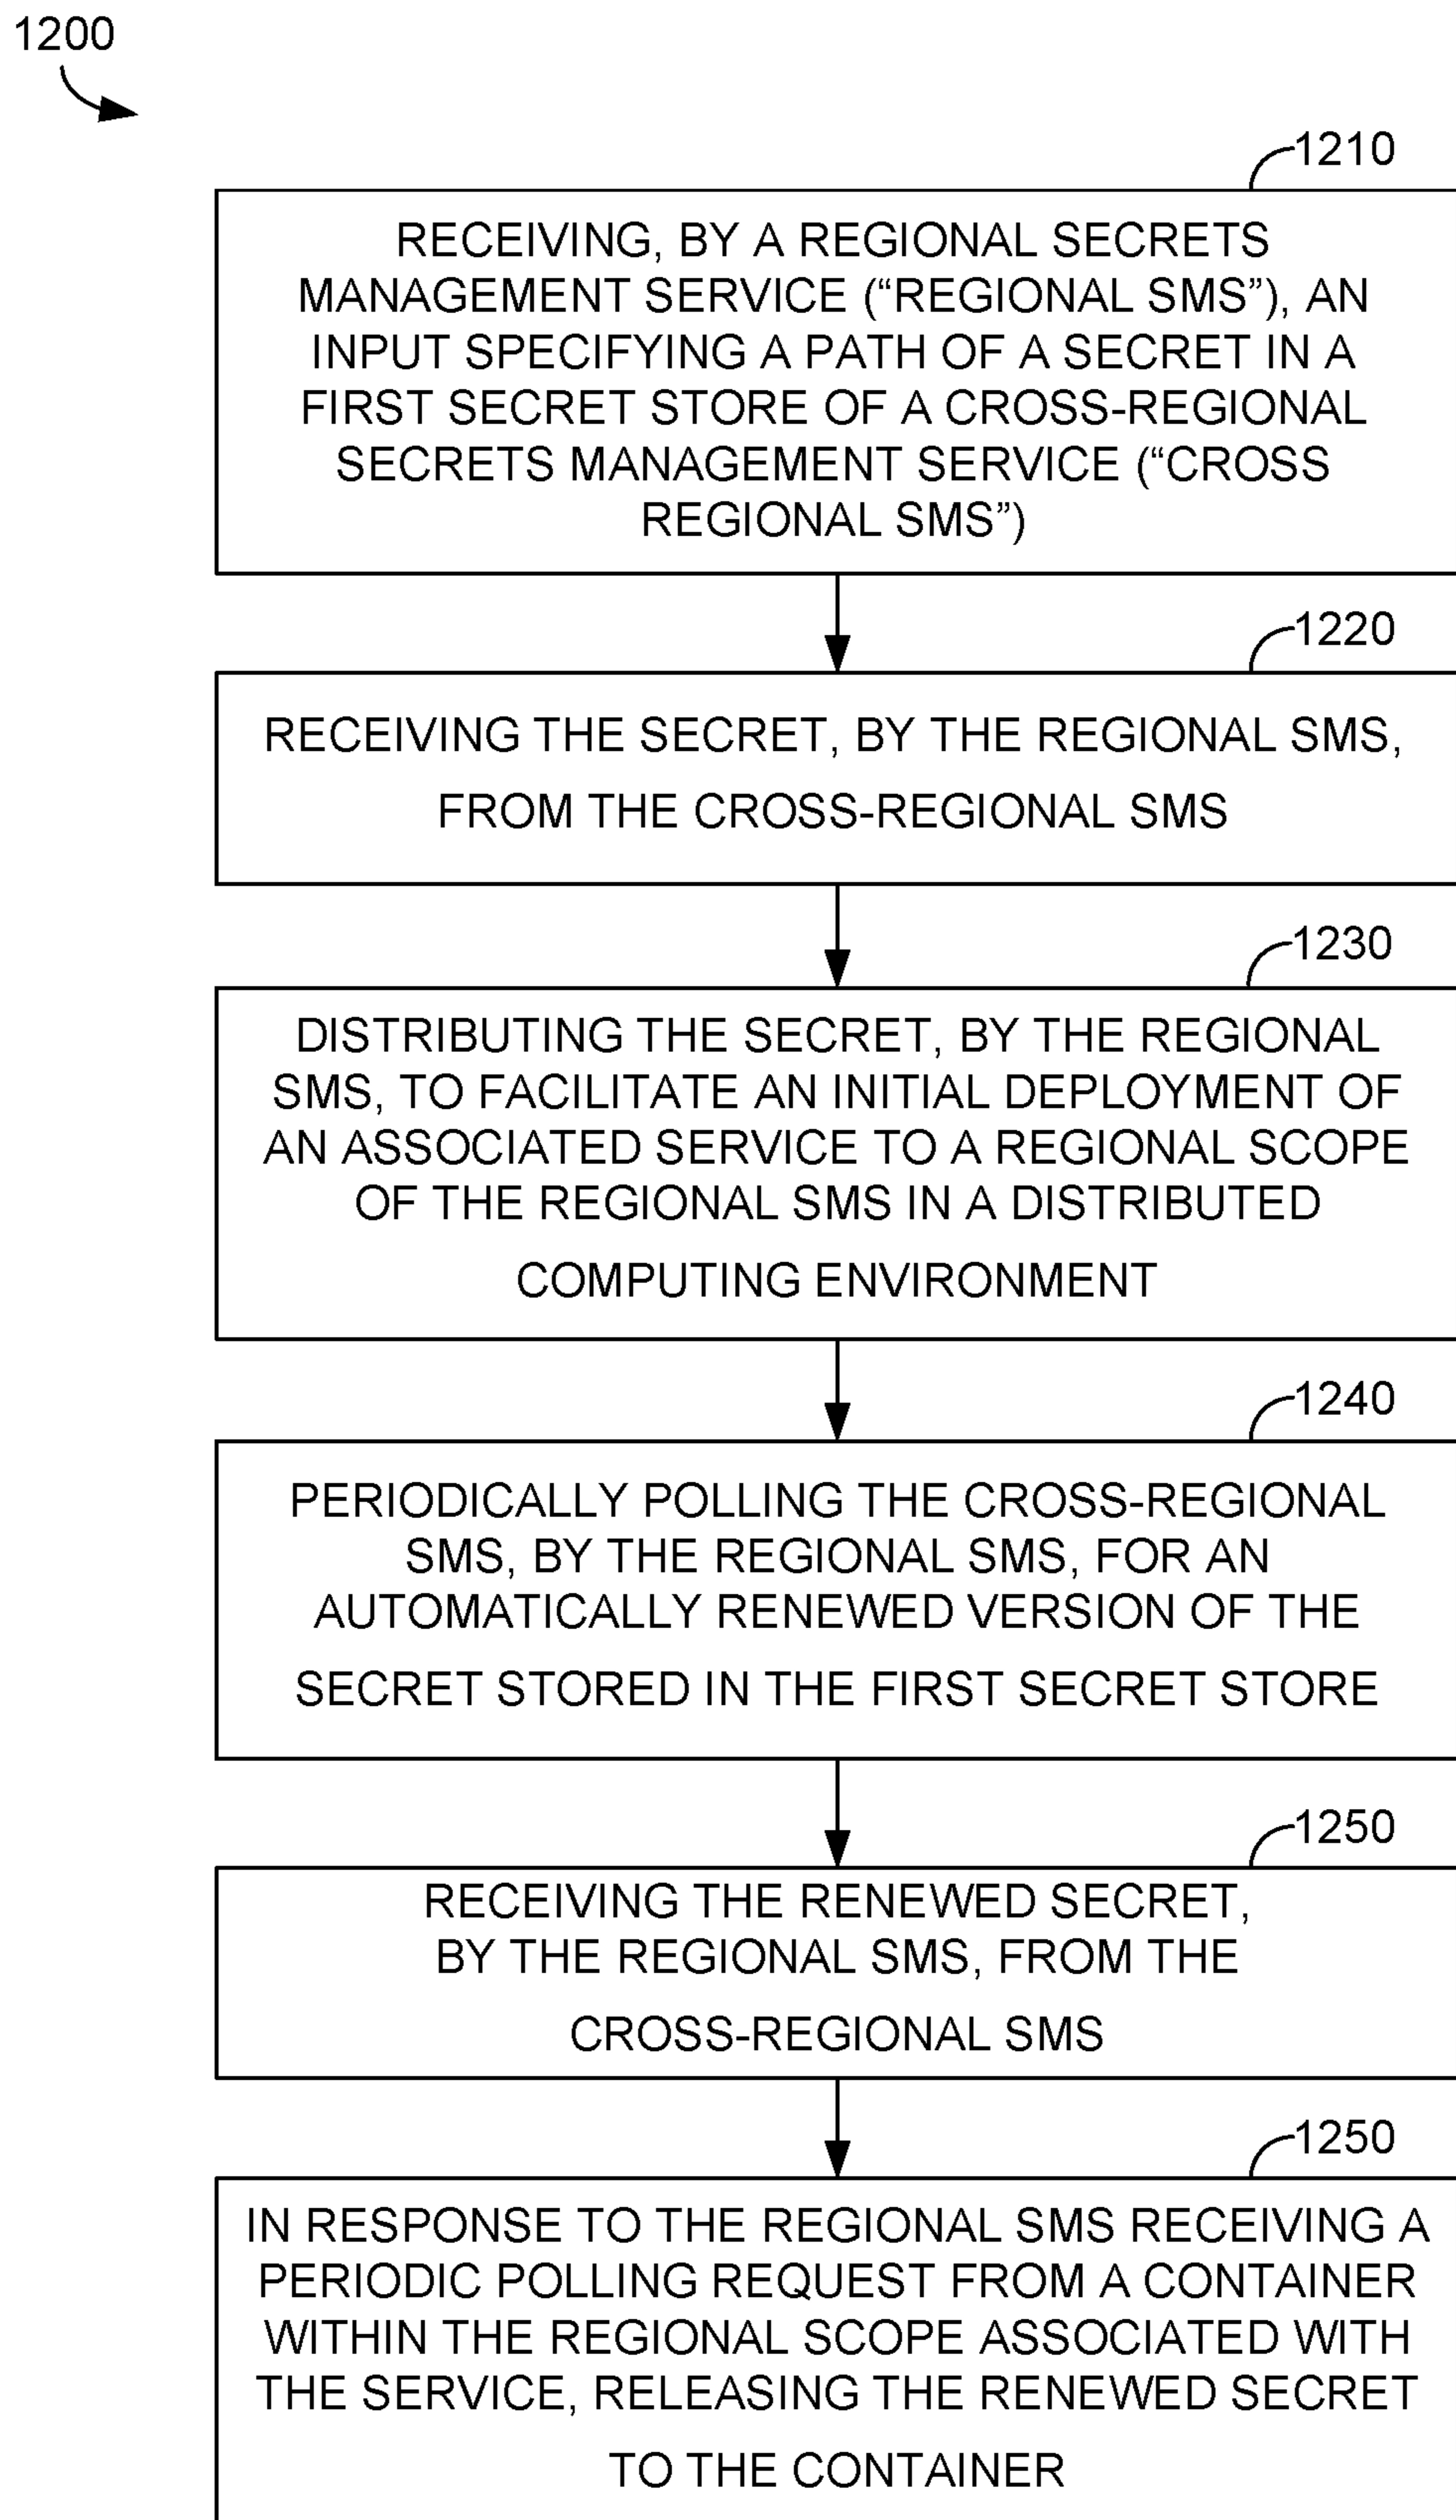 1200
1210
RECEIVING, BY A REGIONAL SECRETS
MANAGEMENT SERVICE (“REGIONAL SMS”), AN
INPUT SPECIFYING A PATH OF A SECRET IN A
FIRST SECRET STORE OF A CROSS-REGIONAL
SECRETS MANAGEMENT SERVICE (“CROSS
REGIONAL SMS”)
1220
RECEIVING THE SECRET, BY THE REGIONAL SMS,
FROM THE CROSS-REGIONAL SMS
1230
DISTRIBUTING THE SECRET, BY THE REGIONAL
SMS, TO FACILITATE AN INITIAL DEPLOYMENT OF
AN ASSOCIATED SERVICE TO A REGIONAL SCOPE
OF THE REGIONAL SMS IN A DISTRIBUTED
COMPUTING ENVIRONMENT
1240
PERIODICALLY POLLING THE CROSS-REGIONAL
SMS, BY THE REGIONAL SMS, FOR AN
AUTOMATICALLY RENEWED VERSION OF THE
SECRET STORED IN THE FIRST SECRET STORE
1250
RECEIVING THE RENEWED SECRET,
BY THE REGIONAL SMS, FROM THE
CROSS-REGIONAL SMS
1250
IN RESPONSE TO THE REGIONAL SMS RECEIVING A
PERIODIC POLLING REQUEST FROM A CONTAINER
WITHIN THE REGIONAL SCOPE ASSOCIATED WITH
THE SERVICE, RELEASING THE RENEWED SECRET
TO THE CONTAINER